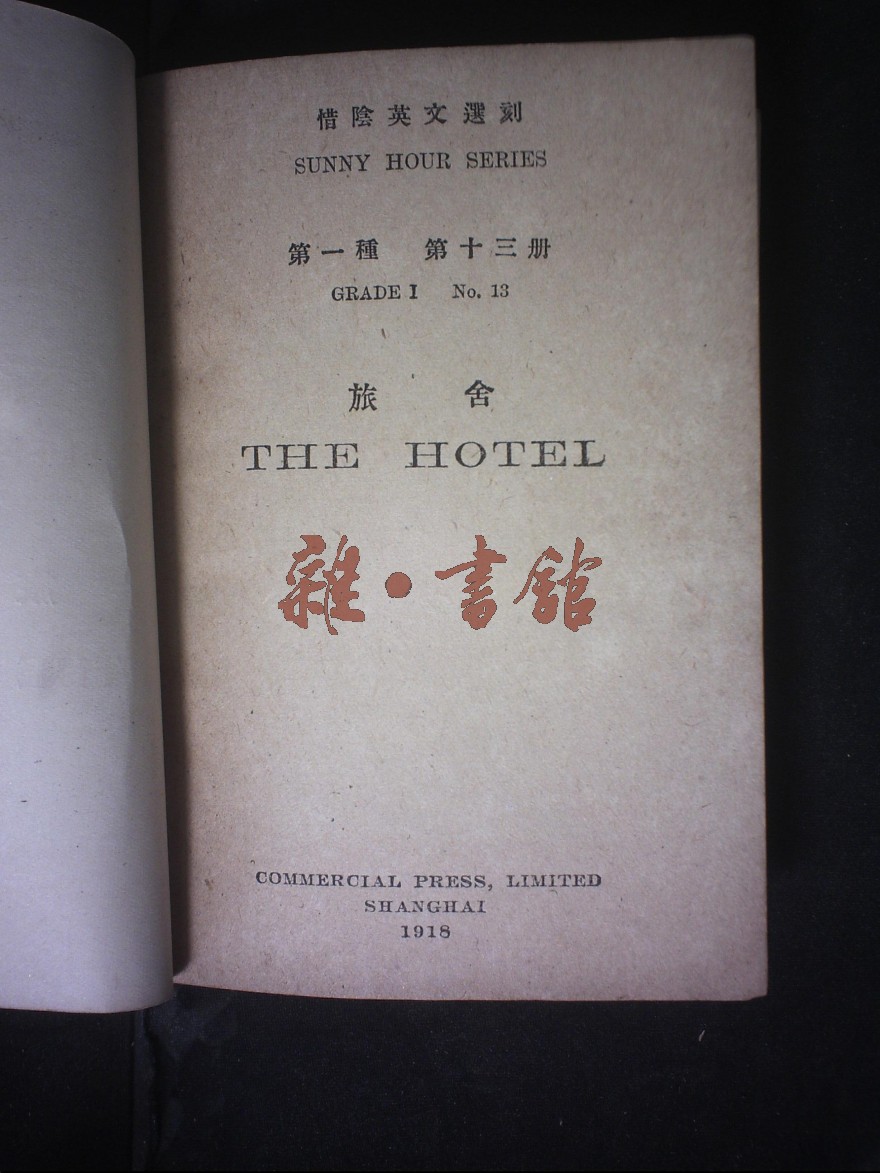 惜陰英文選刻
SUNNY HOUR SERIES
第一種 第十三册
GRADE I No. 13
旅舍
THE HOTEL
雜·書館
COMMERCIAL PRESS, LIMITED
SHANGHAI
1918